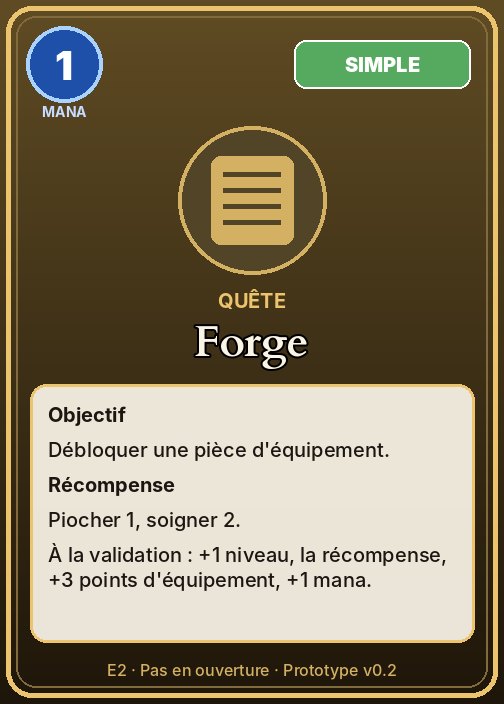 1
SIMPLE
MANA
QUÊTE
Forge
Objectif
Débloquer une pièce d'équipement.
Récompense
Piocher 1, soigner 2.
À la validation : +1 niveau, la récompense,
+3 points d'équipement, +1 mana.
E2 · Pas en ouverture · Prototype v0.2